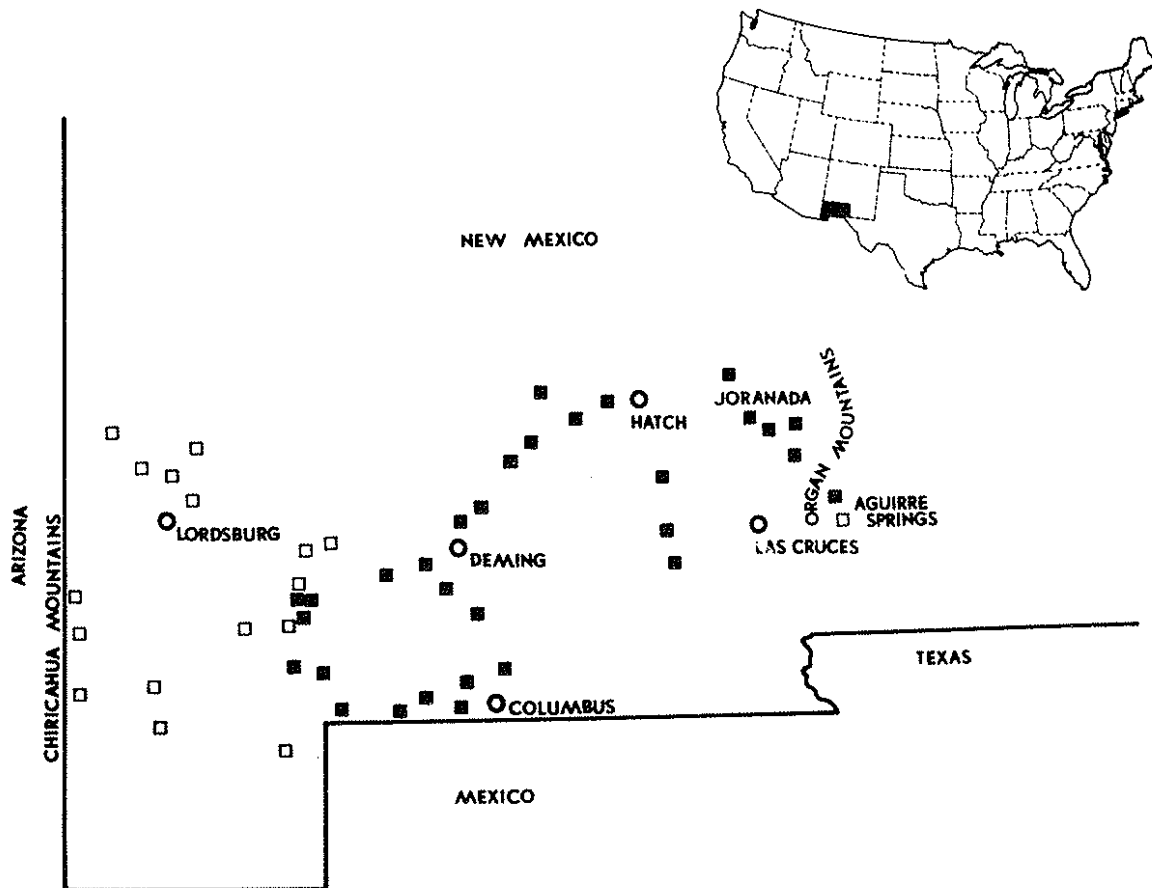 NEW MEXICO
ORGAN MOUNTAINS
JORANADA
HATCH
AGUIRRE
SPRINGS
LORDSBURG
LAS CRUCES
DEMING
ARIZONA
CHIRICAHUA MOUNTAINS
TEXAS
COLUMBUS
MEXICO